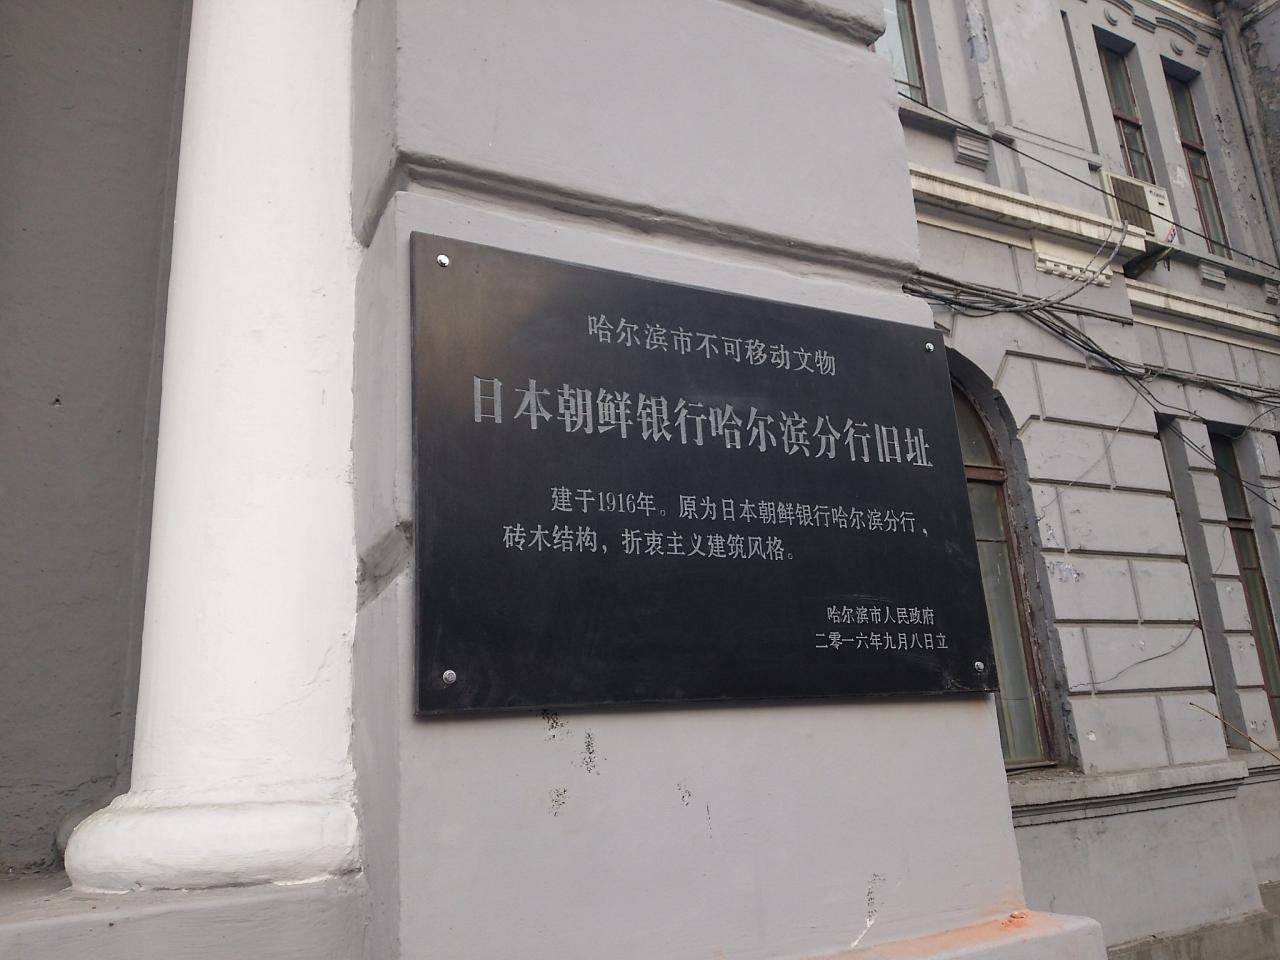 哈尔滨市不可移动文物
日本朝鲜银行哈尔滨分行旧址
建于1916年。原为日本朝鲜银行哈尔滨分行，
砖木结构，折衷主义建筑风格。
哈尔滨市人民政府
二零一六年九月八日立